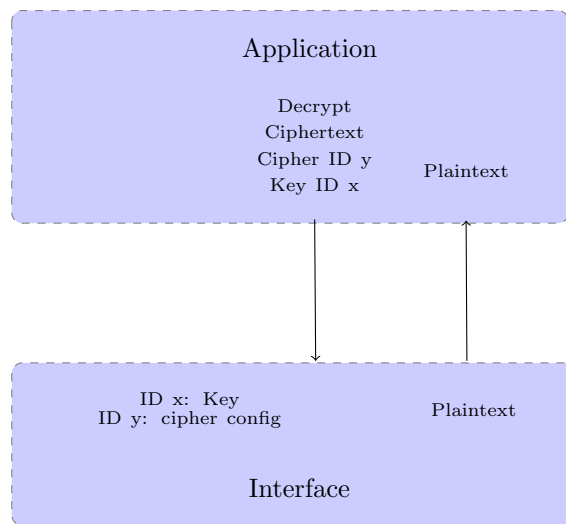 Application
Decrypt
Ciphertext
Cipher ID y
Key ID x
Plaintext
ID x: Key
ID y: cipher config
Plaintext
Interface